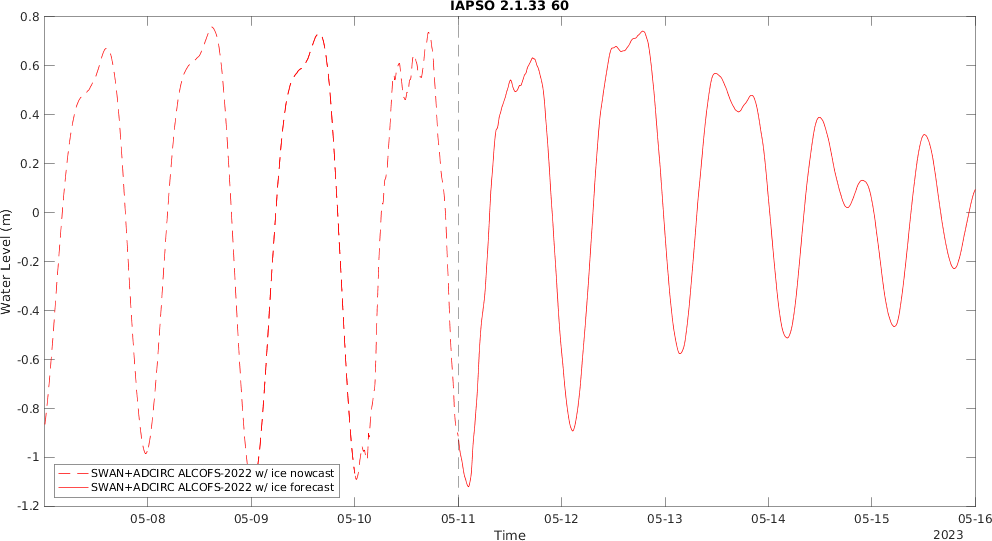 IAPSO 2.1.33 60
0.8
0.6
0.4
0.2
0
-0.2
-0.4
-0.6
-0.8
-1
-1.2
Water Level (m)
SWAN+ADCIRC ALCOFS-2022 w/ ice nowcast
SWAN+ADCIRC ALCOFS-2022 w/ ice forecast
05-08 05-09 05-10 05-11 05-12 05-13 05-14 05-15 05-16
Time
2023